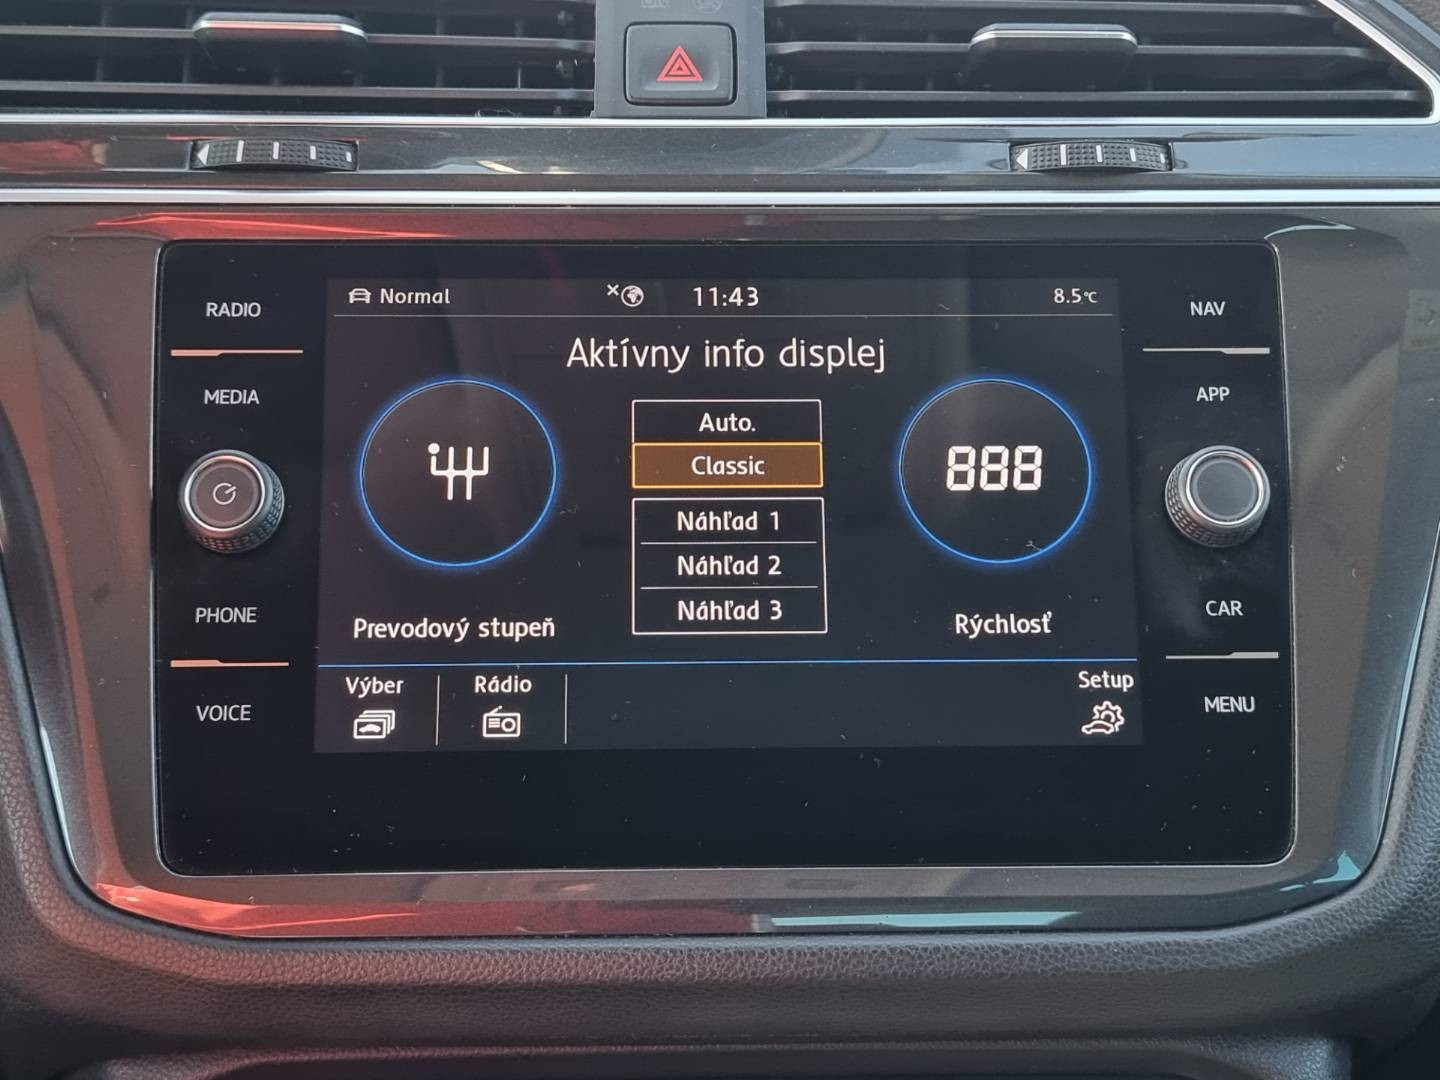 RADIO
MEDIA
PHONE
VOICE
Normal
11:43
8.5°C
Aktívny info displej
Auto.
Classic
Náhľad 1
Náhľad 2
Náhľad 3
888
Prevodový stupeň
Rýchlosť
Výber
Rádio
Setup
NAV
APP
CAR
MENU